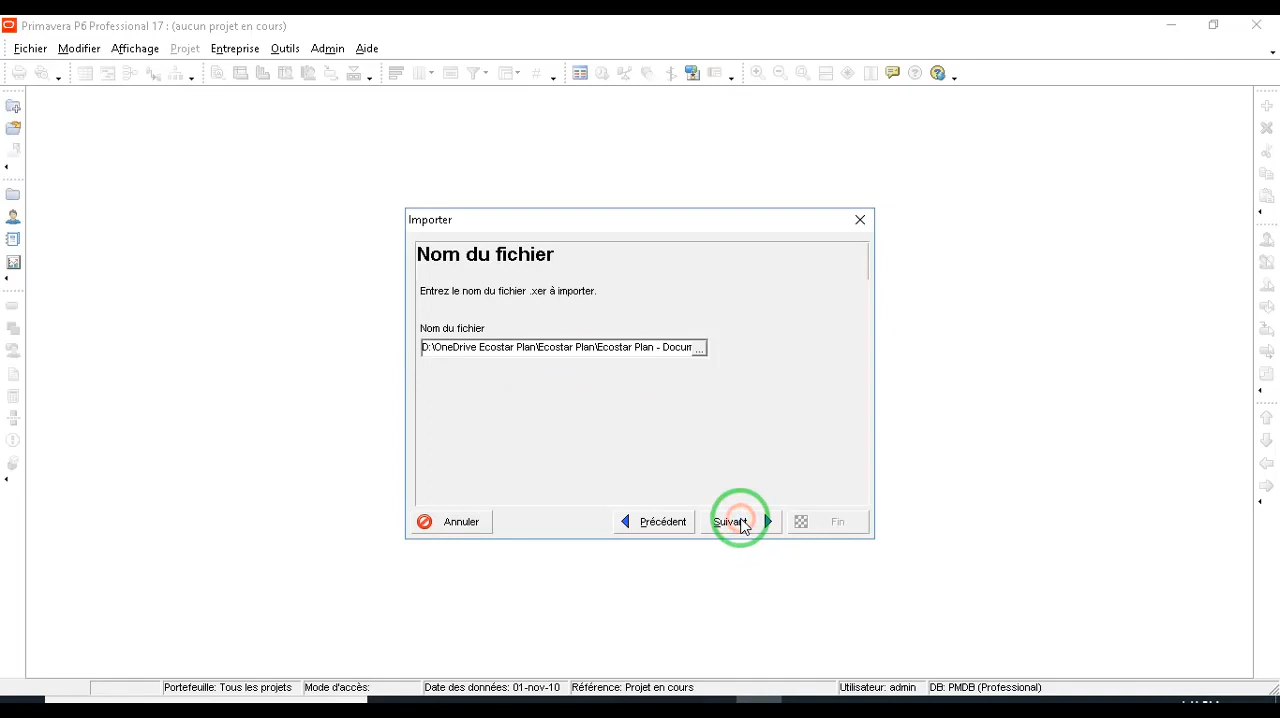 Primavera P6 Professional 17 : (aucun projet en cours)
Fichier Modifier Affichage Projet Entreprise Outils Admin Aide
Importer
Nom du fichier
Entrez le nom du fichier .xer à importer.
Nom du fichier
D:\OneDrive Ecostar Plan\Ecostar Plan\Ecostar Plan - Docum ...
Annuler Précédent Suivant Fin
Portefeuille: Tous les projets Mode d'accès: Date des données: 01-nov-10 Référence: Projet en cours Utilisateur: admin DB: PMDB (Professional)